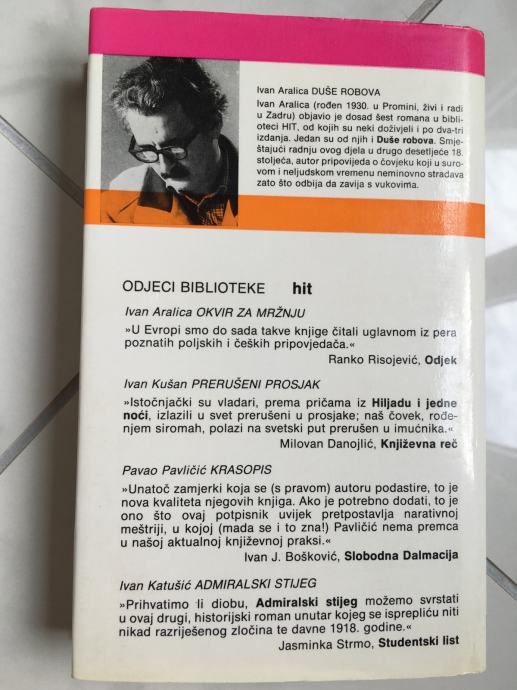 Ivan Aralica DUŠE ROBOVA
Ivan Aralica (rođen 1930. u Promini, živi i radi
u Zadru) objavio je dosad šest romana u bibli-
oteci HIT, od kojih su neki doživjeli i po dva-tri
izdanja. Jedan su od njih i Duše robova. Smje-
štajući radnju ovog djela u drugo desetljeće 18.
stoljeća, autor pripovijeda o čovjeku koji u suro-
vom i neljudskom vremenu neminovno stradava
zato što odbija da zavija s vukovima.
ODJECI BIBLIOTEKE hit
Ivan Aralica OKVIR ZA MRŽNJU
»U Evropi smo do sada takve knjige čitali uglavnom iz pera
poznatih poljskih i čeških pripovjedača.«
Ranko Risojević, Odjek
Ivan Kušan PRERUŠENI PROSJAK
»Istočnjački su vladari, prema pričama iz Hiljadu i jedne
noći, izlazili u svet prerušeni u prosjake; naš čovek, rođe-
njem siromah, polazi na svetski put prerušen u imućnika.«
Milovan Danojlić, Književna reč
Pavao Pavličić KRASOPIS
»Unatoč zamjerki koja se (s pravom) autoru podastire, to je
nova kvaliteta njegovih knjiga. Ako je potrebno dodati, to je
ono što ovaj potpisnik uvijek pretpostavlja narativnoj
meštriji, u kojoj (mada se i to zna!) Pavličić nema premca
u našoj aktualnoj književnoj praksi.«
Ivan J. Bošković, Slobodna Dalmacija
Ivan Katušić ADMIRALSKI STIJEG
»Prihvatimo li diobu, Admiralski stijeg možemo svrstati
u ovaj drugi, historijski roman unutar kojeg se isprepliću niti
nikad razriješenog zločina te davne 1918. godine.«
Jasminka Strmo, Studentski list